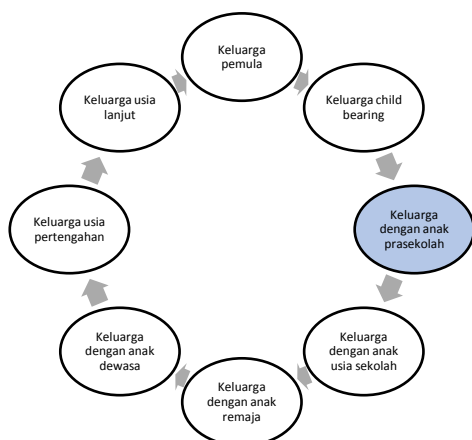 Keluarga
pemula
Keluarga child
bearing
Keluarga
dengan anak
prasekolah
Keluarga
dengan anak
usia sekolah
Keluarga
dengan anak
remaja
Keluarga
dengan anak
dewasa
Keluarga usia
pertengahan
Keluarga usia
lanjut